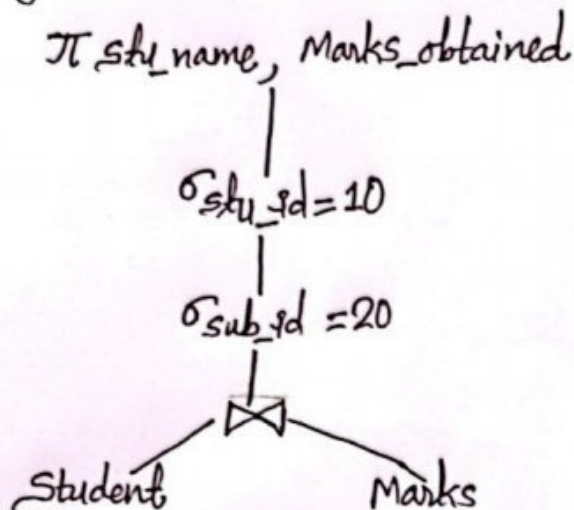 π stu_name, Marks_obtained
σstu_id = 10
σsub_id = 20
⋈
Student Marks